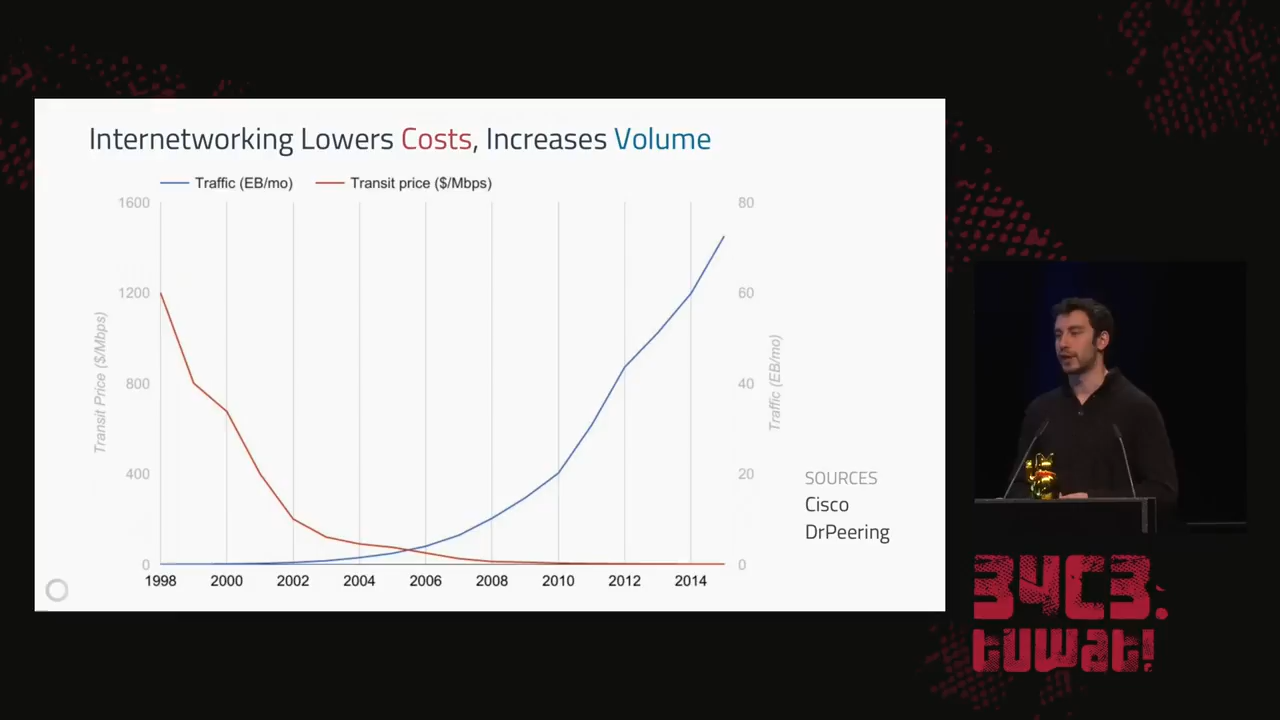 Internetworking Lowers Costs, Increases Volume
Traffic (EB/mo) Transit price ($/Mbps)
1600
1200
800
400
0
Transit Price ($/Mbps)
80
60
40
20
0
Traffic (EB/mo)
1998 2000 2002 2004 2006 2008 2010 2012 2014
SOURCES
Cisco
DrPeering
34C3.
tuwat!